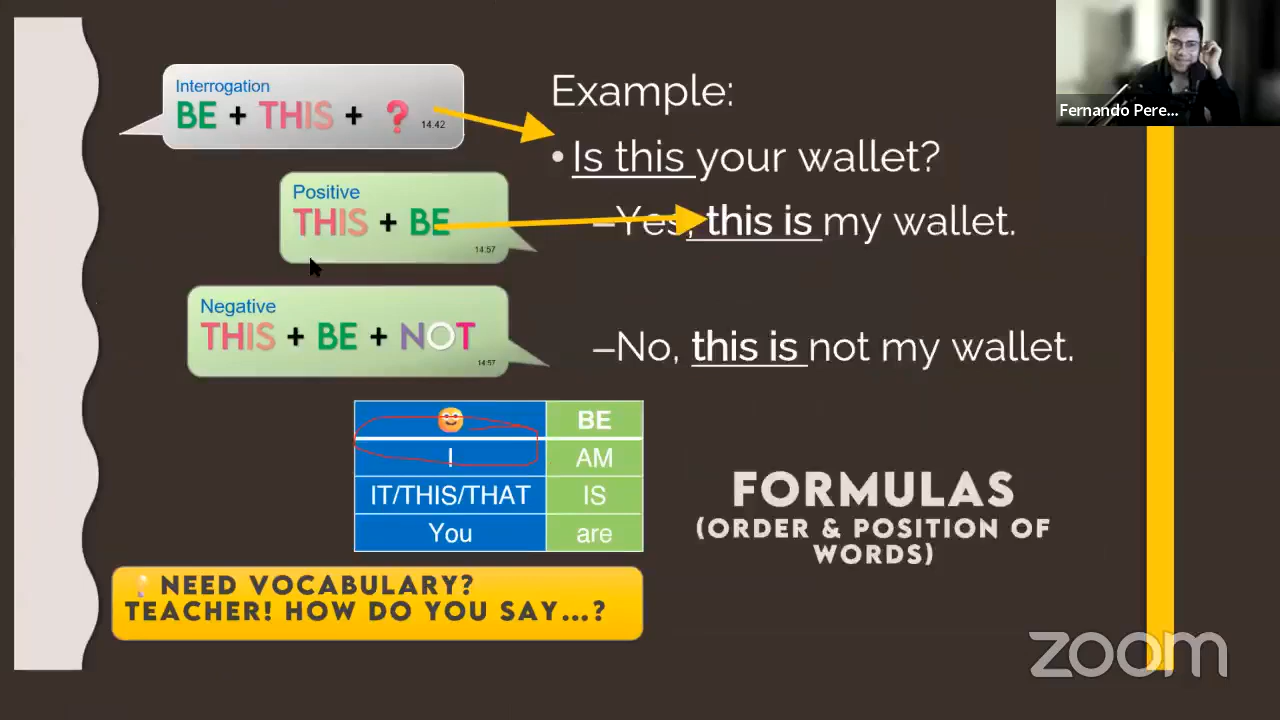 Interrogation
BE + THIS + ?
14:42
Positive
THIS + BE
14:57
Negative
THIS + BE + NOT
14:57
Example:
• Is this your wallet?
–Yes, this is my wallet.
–No, this is not my wallet.
BE
I AM
IT/THIS/THAT IS
You are
FORMULAS
(ORDER & POSITION OF
WORDS)
NEED VOCABULARY?
TEACHER! HOW DO YOU SAY...?
Fernando Pere...
zoom